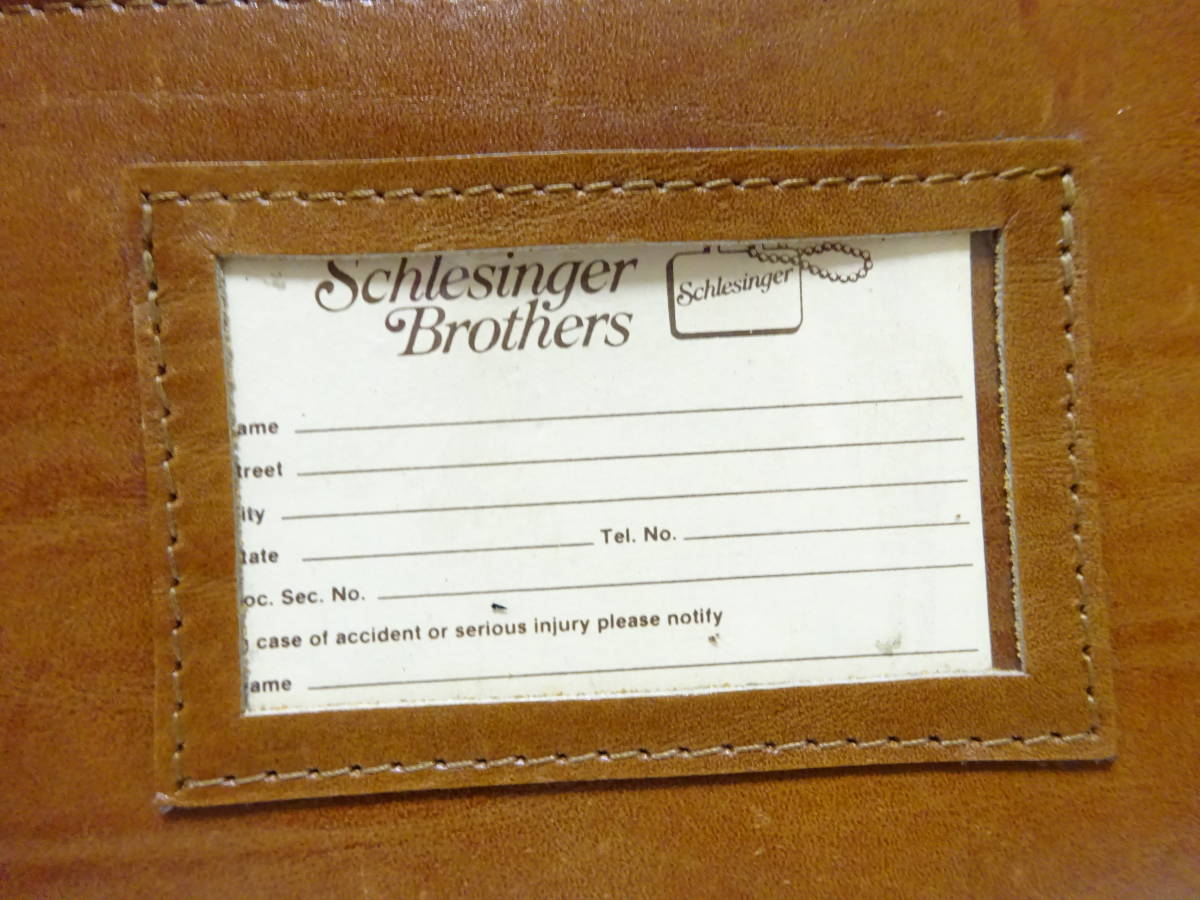 Schlesinger
Brothers
Schlesinger
ame
treet
ity
tate Tel. No.
oc. Sec. No.
case of accident or serious injury please notify
ame